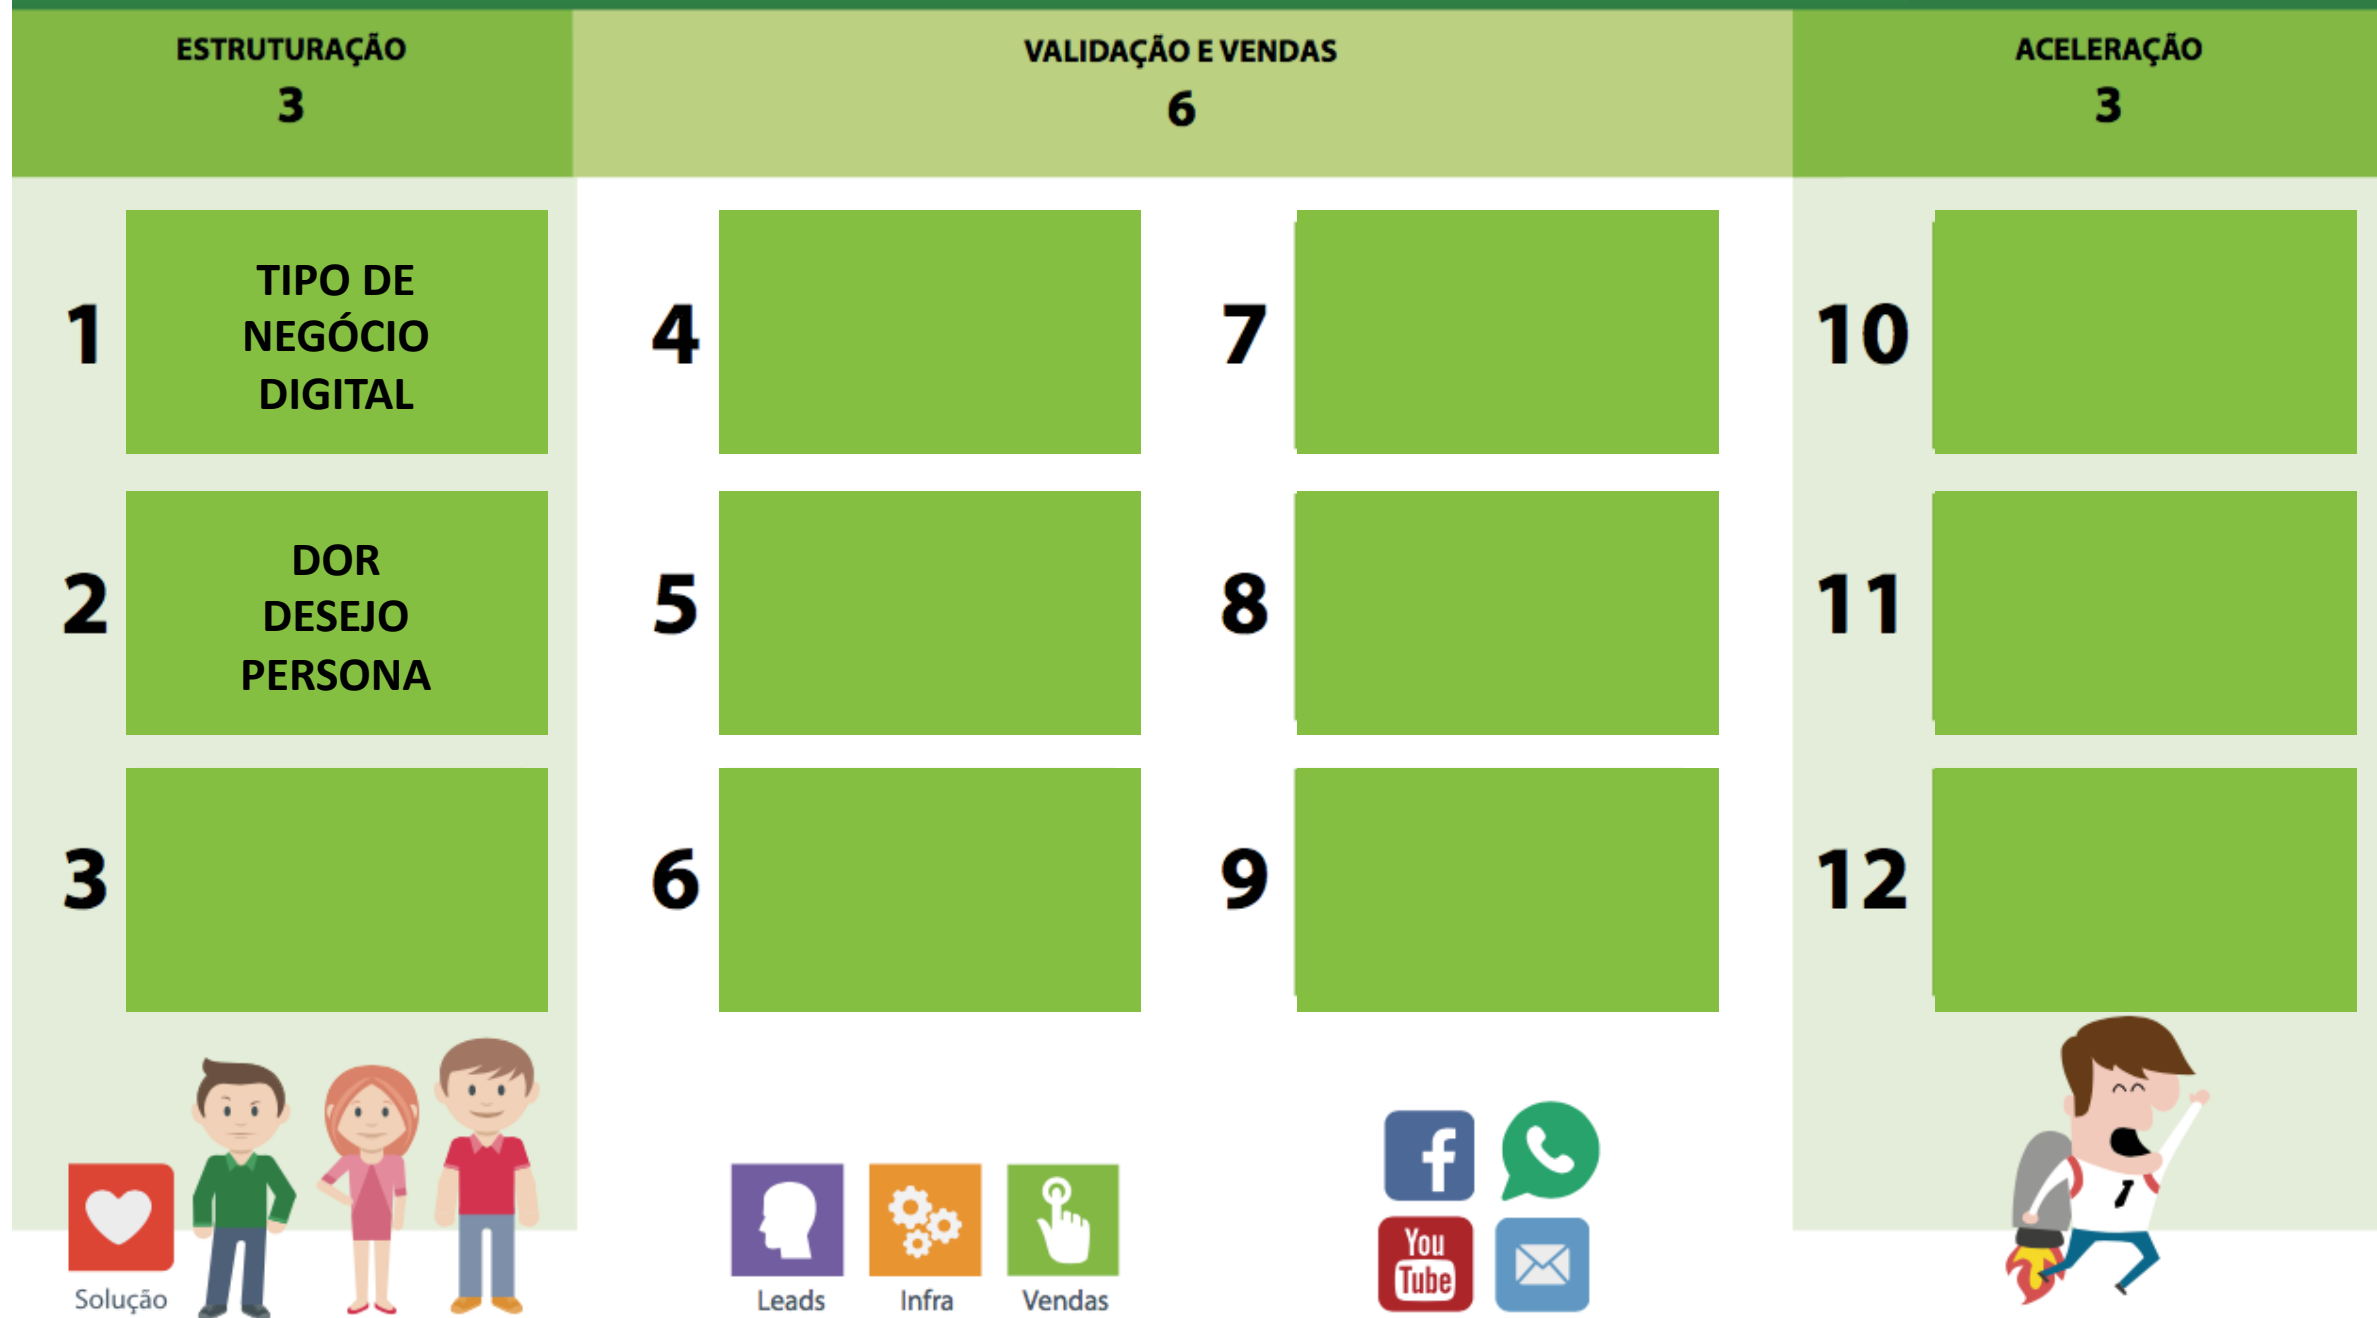 ESTRUTURAÇÃO
3
VALIDAÇÃO E VENDAS
6
ACELERAÇÃO
3
1
TIPO DE
NEGÓCIO
DIGITAL
4
7
10
2
DOR
DESEJO
PERSONA
5
8
11
3
6
9
12
Solução
Leads
Infra
Vendas
f
You
Tube